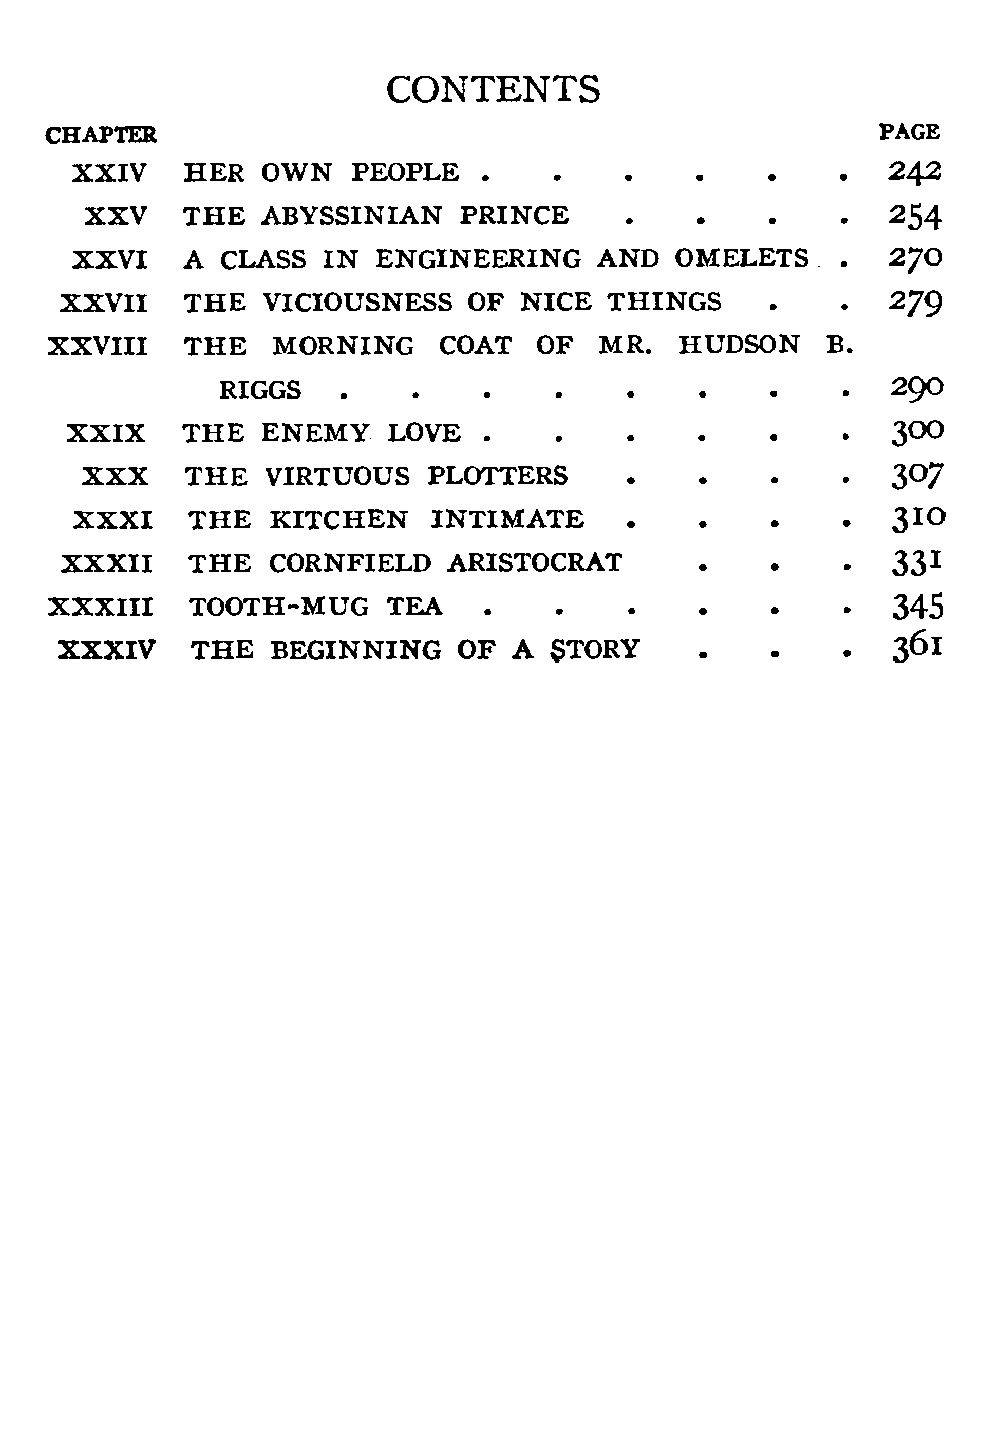 CONTENTS
CHAPTER PAGE
XXIV HER OWN PEOPLE . . . . . . 242
XXV THE ABYSSINIAN PRINCE . . . . 254
XXVI A CLASS IN ENGINEERING AND OMELETS . 270
XXVII THE VICIOUSNESS OF NICE THINGS . . 279
XXVIII THE MORNING COAT OF MR. HUDSON B.
RIGGS . . . . . . . . 290
XXIX THE ENEMY LOVE . . . . . . 300
XXX THE VIRTUOUS PLOTTERS . . . . 307
XXXI THE KITCHEN INTIMATE . . . . 310
XXXII THE CORNFIELD ARISTOCRAT . . . 331
XXXIII TOOTH-MUG TEA . . . . . . 345
XXXIV THE BEGINNING OF A STORY . . . 361